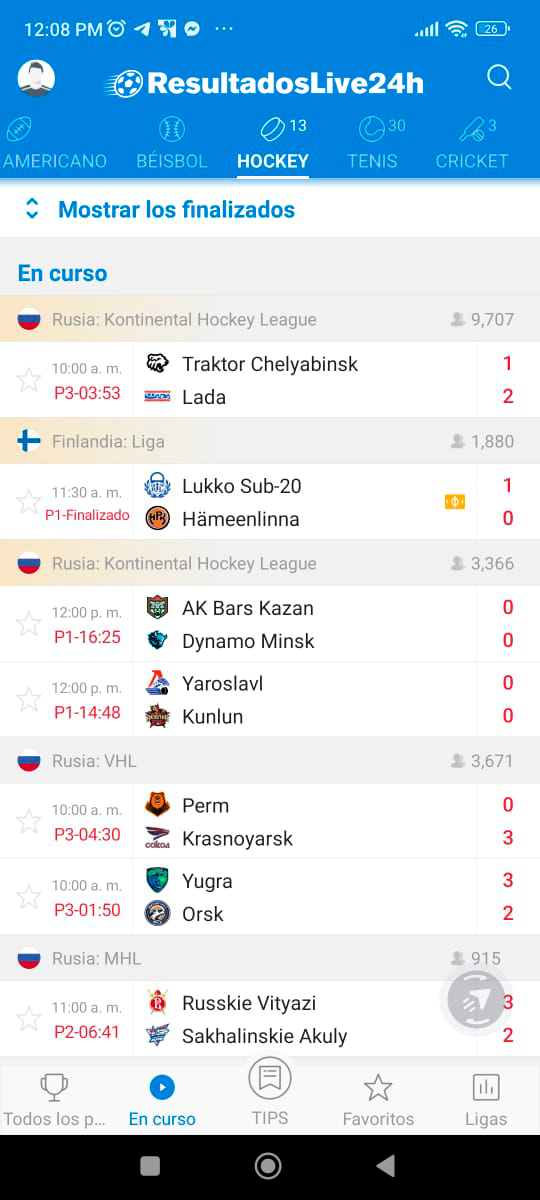 12:08 PM
26
ResultadosLive24h
13 30 3
AMERICANO BÉISBOL HOCKEY TENIS CRICKET
Mostrar los finalizados
En curso
Rusia: Kontinental Hockey League 9,707
10:00 a. m. Traktor Chelyabinsk 1
P3-03:53 Lada 2
Finlandia: Liga 1,880
11:30 a. m. Lukko Sub-20 1
P1-Finalizado Hämeenlinna 0
Rusia: Kontinental Hockey League 3,366
12:00 p. m. AK Bars Kazan 0
P1-16:25 Dynamo Minsk 0
12:00 p. m. Yaroslavl 0
P1-14:48 Kunlun 0
Rusia: VHL 3,671
10:00 a. m. Perm 0
P3-04:30 Krasnoyarsk 3
10:00 a. m. Yugra 3
P3-01:50 Orsk 2
Rusia: MHL 915
11:00 a. m. Russkie Vityazi 3
P2-06:41 Sakhalinskie Akuly 2
Todos los p... En curso TIPS Favoritos Ligas